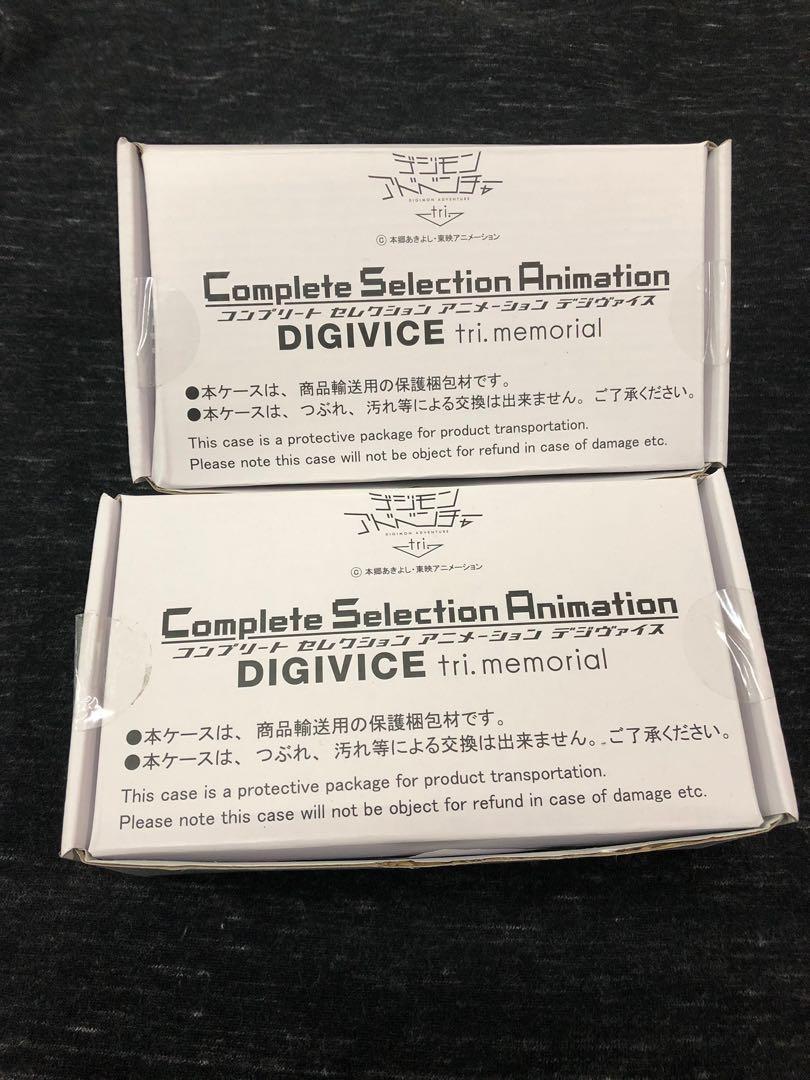 デジモン
アドベンチャー
DIGIMON ADVENTURE
tri.
© 本郷あきよし・東映アニメーション
Complete Selection Animation
コンプリート セレクション アニメーション デジヴァイス
DIGIVICE tri.memorial
●本ケースは、商品輸送用の保護梱包材です。
●本ケースは、つぶれ、汚れ等による交換は出来ません。ご了承ください。
This case is a protective package for product transportation.
Please note this case will not be object for refund in case of damage etc.
デジモン
アドベンチャー
DIGIMON ADVENTURE
tri.
© 本郷あきよし・東映アニメーション
Complete Selection Animation
コンプリート セレクション アニメーション デジヴァイス
DIGIVICE tri.memorial
●本ケースは、商品輸送用の保護梱包材です。
●本ケースは、つぶれ、汚れ等による交換は出来ません。ご了承ください。
This case is a protective package for product transportation.
Please note this case will not be object for refund in case of damage etc.